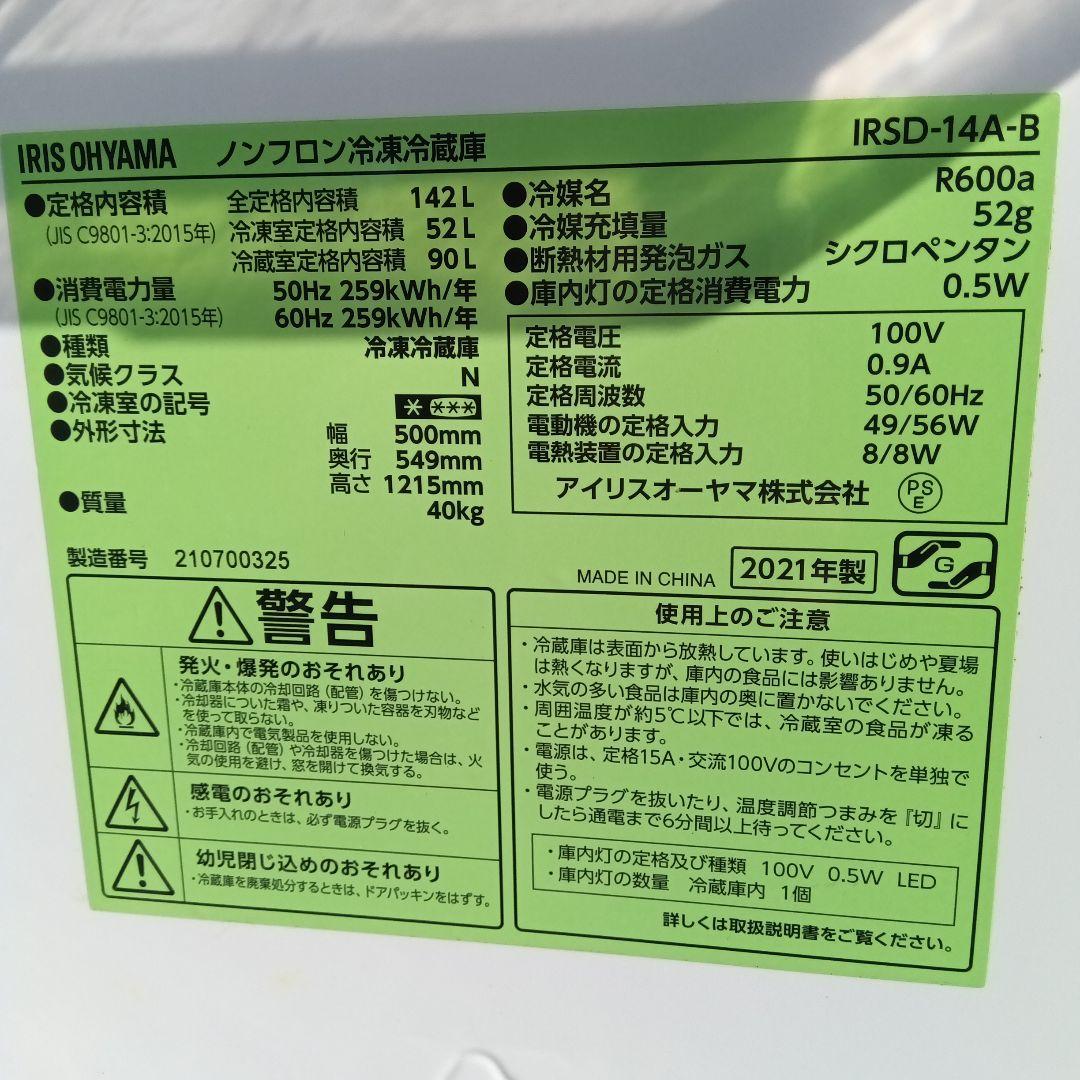 IRIS OHYAMA ノンフロン冷凍冷蔵庫 IRSD-14A-B
●定格内容積 全定格内容積 142L
(JIS C9801-3:2015年) 冷凍室定格内容積 52L
冷蔵室定格内容積 90L
●消費電力量 50Hz 259kWh/年
(JIS C9801-3:2015年) 60Hz 259kWh/年
●種類 冷凍冷蔵庫
●気候クラス N
●冷凍室の記号 * ***
●外形寸法 幅 500mm
奥行 549mm
高さ 1215mm
●質量 40kg
●冷媒名 R600a
●冷媒充填量 52g
●断熱材用発泡ガス シクロペンタン
●庫内灯の定格消費電力 0.5W
定格電圧 100V
定格電流 0.9A
定格周波数 50/60Hz
電動機の定格入力 49/56W
電熱装置の定格入力 8/8W
アイリスオーヤマ株式会社 PSE
製造番号 210700325
MADE IN CHINA 2021年製 G
警告
発火・爆発のおそれあり
・冷蔵庫本体の冷却回路(配管)を傷つけない。
・冷却器についた霜や、凍りついた容器を刃物など
を使って取らない。
・冷蔵庫内で電気製品を使用しない。
・冷却回路(配管)や冷却器を傷つけた場合は、火
気の使用を避け、窓を開けて換気する。
感電のおそれあり
・お手入れのときは、必ず電源プラグを抜く。
幼児閉じ込めのおそれあり
・冷蔵庫を廃棄処分するときは、ドアパッキンをはずす。
使用上のご注意
・冷蔵庫は表面から放熱しています。使いはじめや夏場
は熱くなりますが、庫内の食品には影響ありません。
・水気の多い食品は庫内の奥に置かないでください。
・周囲温度が約5℃以下では、冷蔵室の食品が凍る
ことがあります。
・電源は、定格15A・交流100Vのコンセントを単独で
使う。
・電源プラグを抜いたり、温度調節つまみを『切』に
したら通電まで6分間以上待ってください。
・庫内灯の定格及び種類 100V 0.5W LED
・庫内灯の数量 冷蔵庫内 1個
詳しくは取扱説明書をご覧ください。